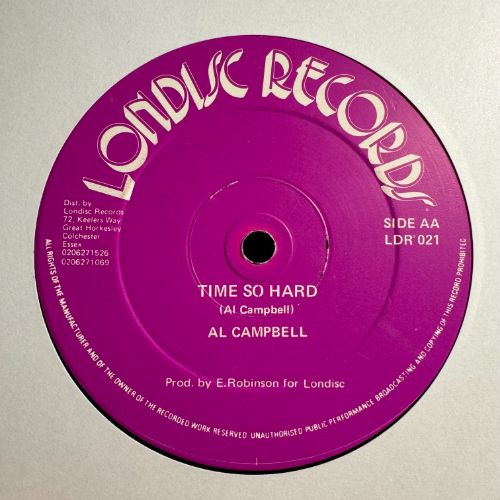 LONDISC RECORDS
Dist. by
Londisc Records
72, Keelers Way
Great Horkesley
Colchester
Essex
0206271526
0206271069
SIDE AA
LDR 021
TIME SO HARD
(Al Campbell)
AL CAMPBELL
Prod. by E.Robinson for Londisc
ALL RIGHTS OF THE MANUFACTURER AND OF THE OWNER OF THE RECORDED WORK RESERVED UNAUTHORISED PUBLIC PERFORMANCE BROADCASTING AND COPYING OF THIS RECORD PROHIBITED